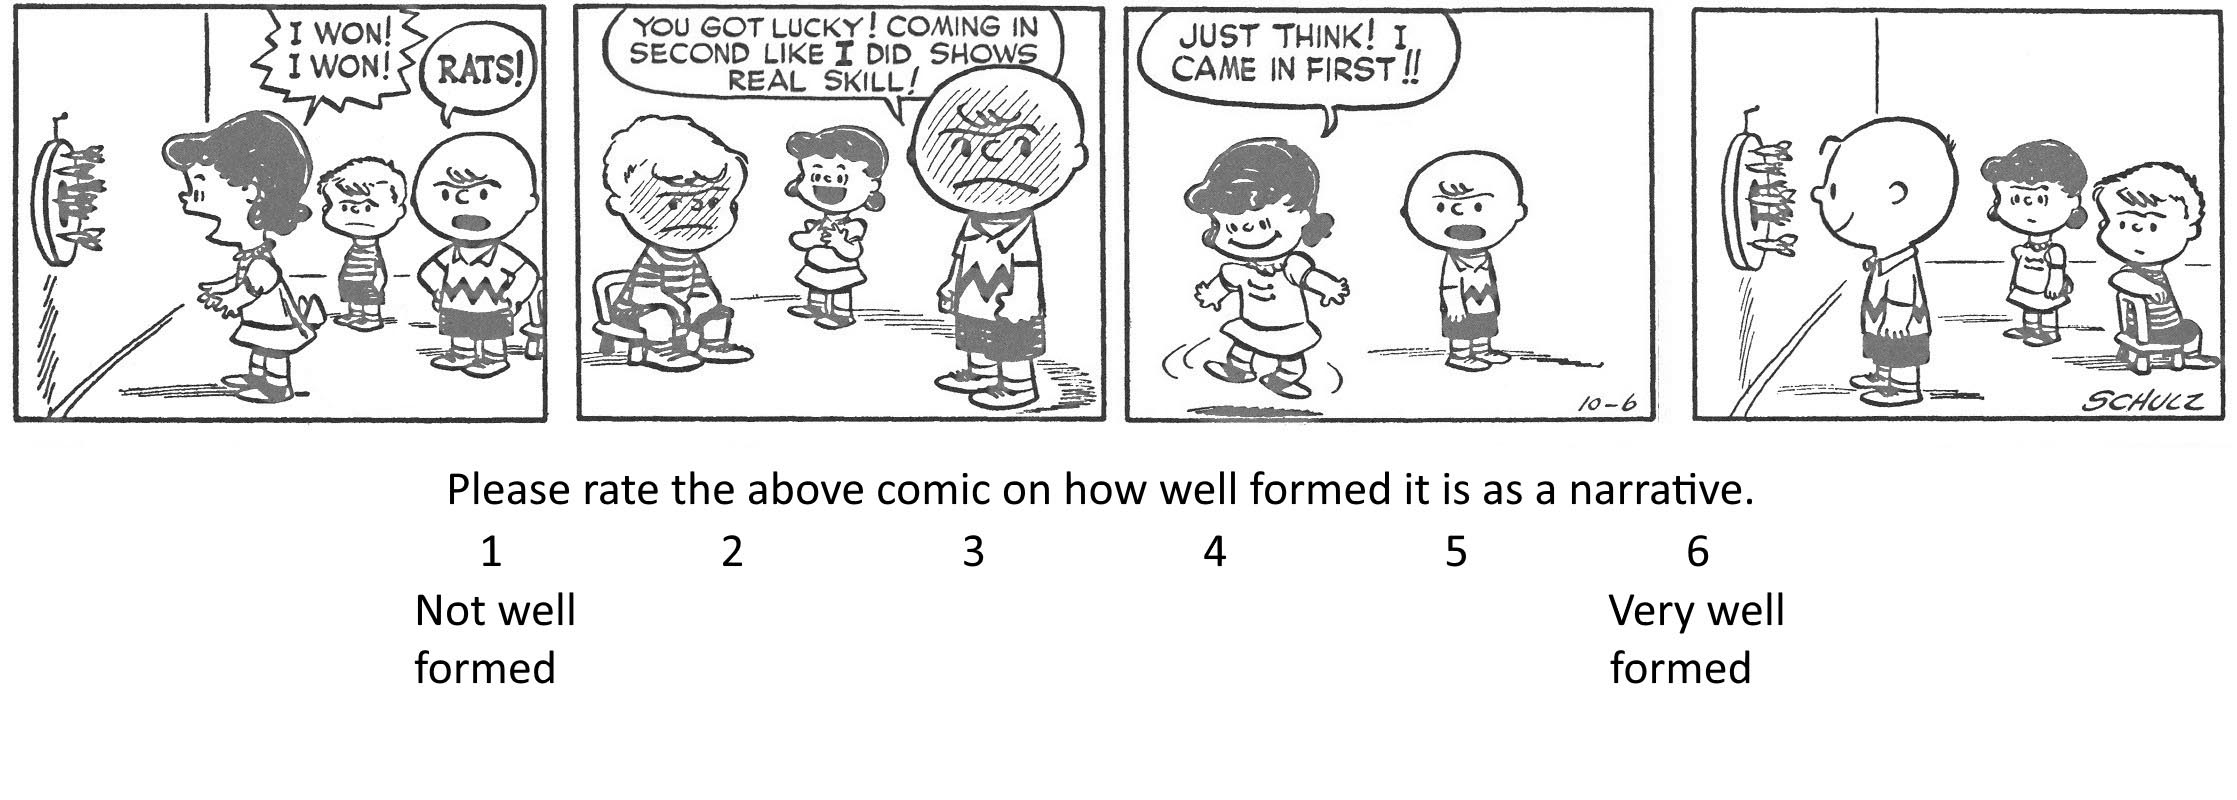 I WON!
I WON!
RATS!
YOU GOT LUCKY! COMING IN
SECOND LIKE I DID SHOWS
REAL SKILL!
JUST THINK! I
CAME IN FIRST!!
10-6
SCHULZ
Please rate the above comic on how well formed it is as a narrative.
1 2 3 4 5 6
Not well
formed
Very well
formed